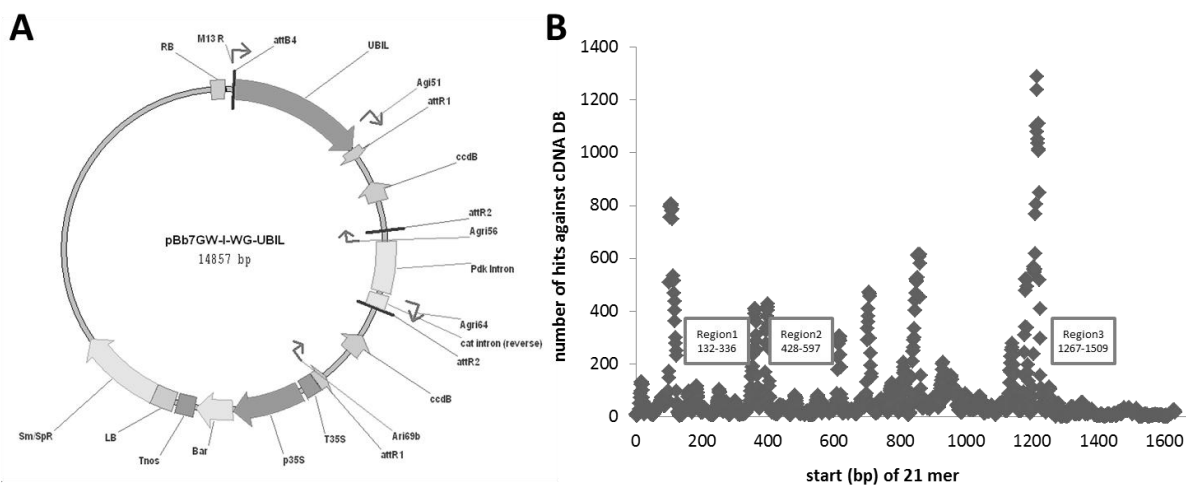 A
M13 R
attB4
RB
UBIL
Agi51
attR1
ccdB
attR2
Agri56
pBb7GW-I-WG-UBIL
14857 bp
Pdk Intron
Agri64
cat intron (reverse)
attR2
ccdB
Ari69b
attR1
T35S
p35S
Bar
Tnos
LB
Sm/SpR
B
number of hits against cDNA DB
1400
1200
1000
800
600
400
200
0
Region1
132-336
Region2
428-597
Region3
1267-1509
0 200 400 600 800 1000 1200 1400 1600
start (bp) of 21 mer